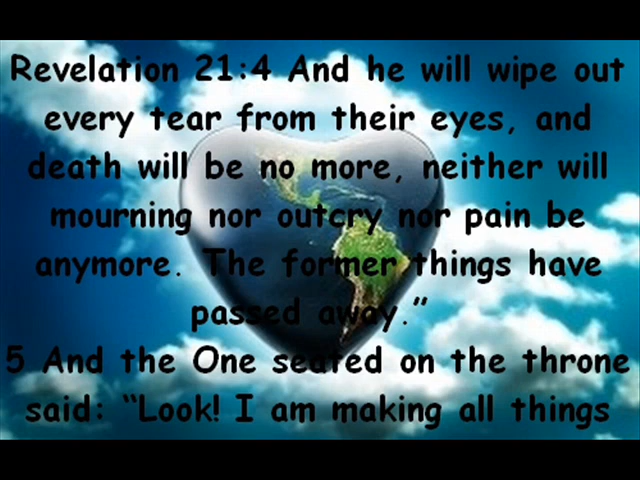 Revelation 21:4 And he will wipe out
every tear from their eyes, and
death will be no more, neither will
mourning nor outcry nor pain be
anymore. The former things have
passed away.”
5 And the One seated on the throne
said: “Look! I am making all things